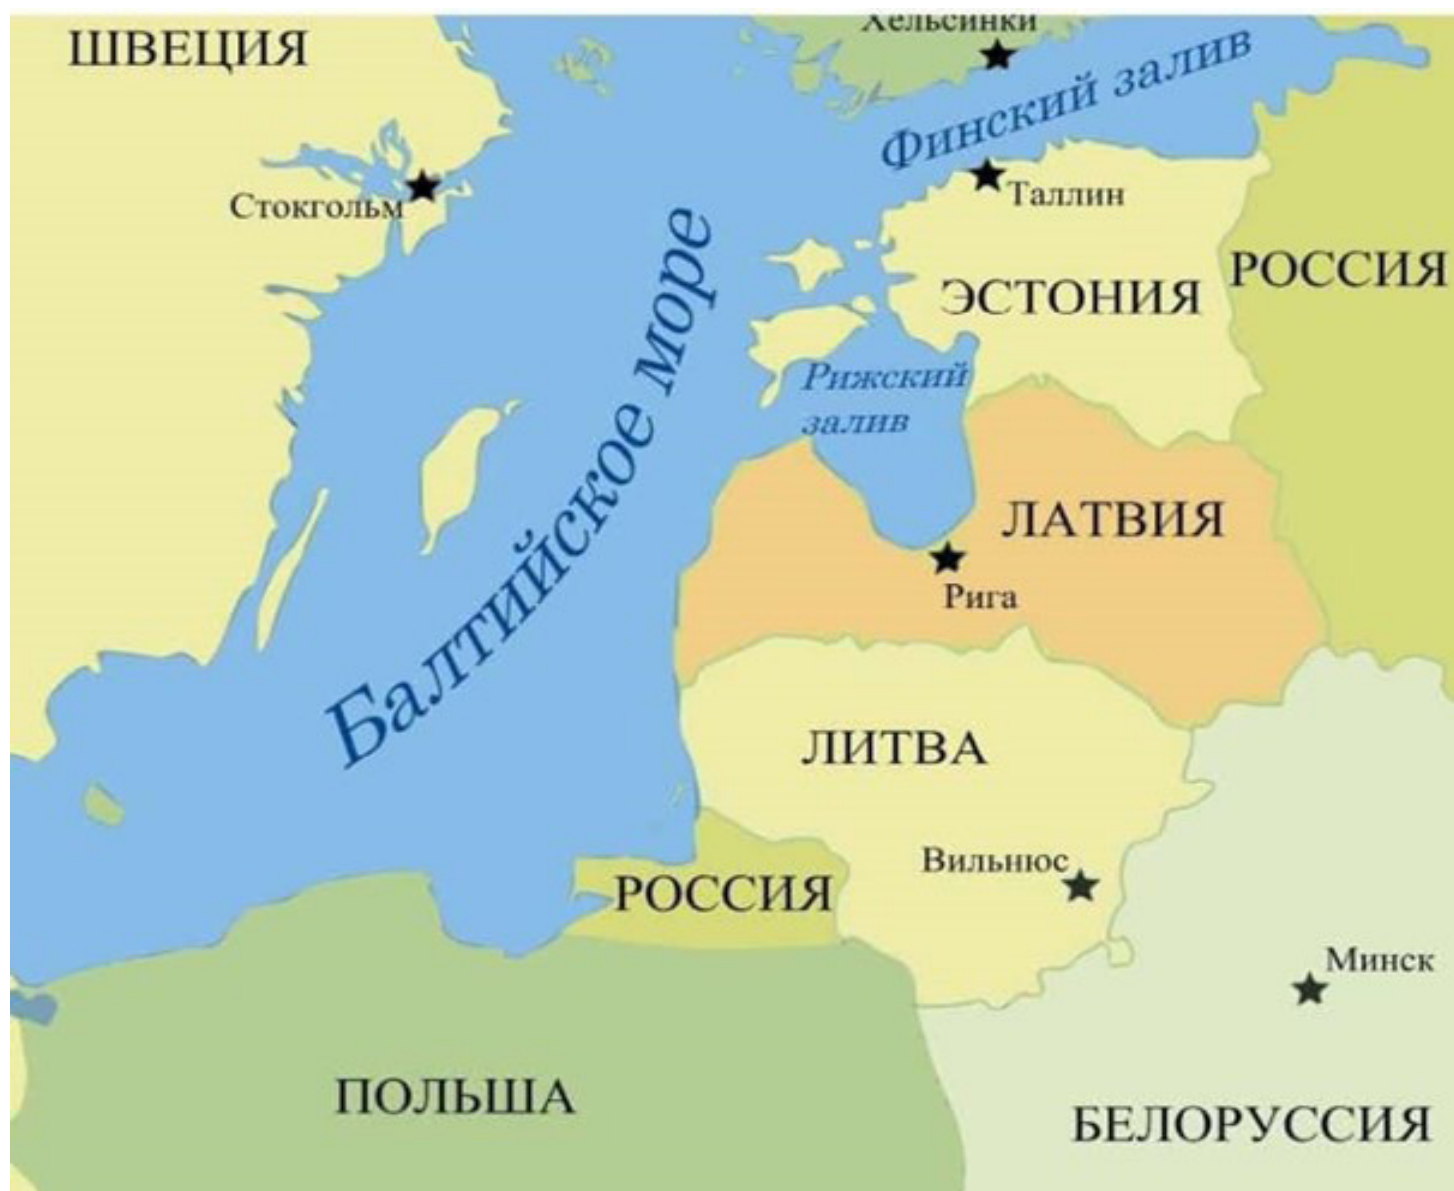 Хельсинки
ШВЕЦИЯ
Финский залив
Стокгольм
Таллин
РОССИЯ
ЭСТОНИЯ
Балтийское море
Рижский
залив
ЛАТВИЯ
Рига
ЛИТВА
Вильнюс
РОССИЯ
Минск
ПОЛЬША
БЕЛОРУССИЯ